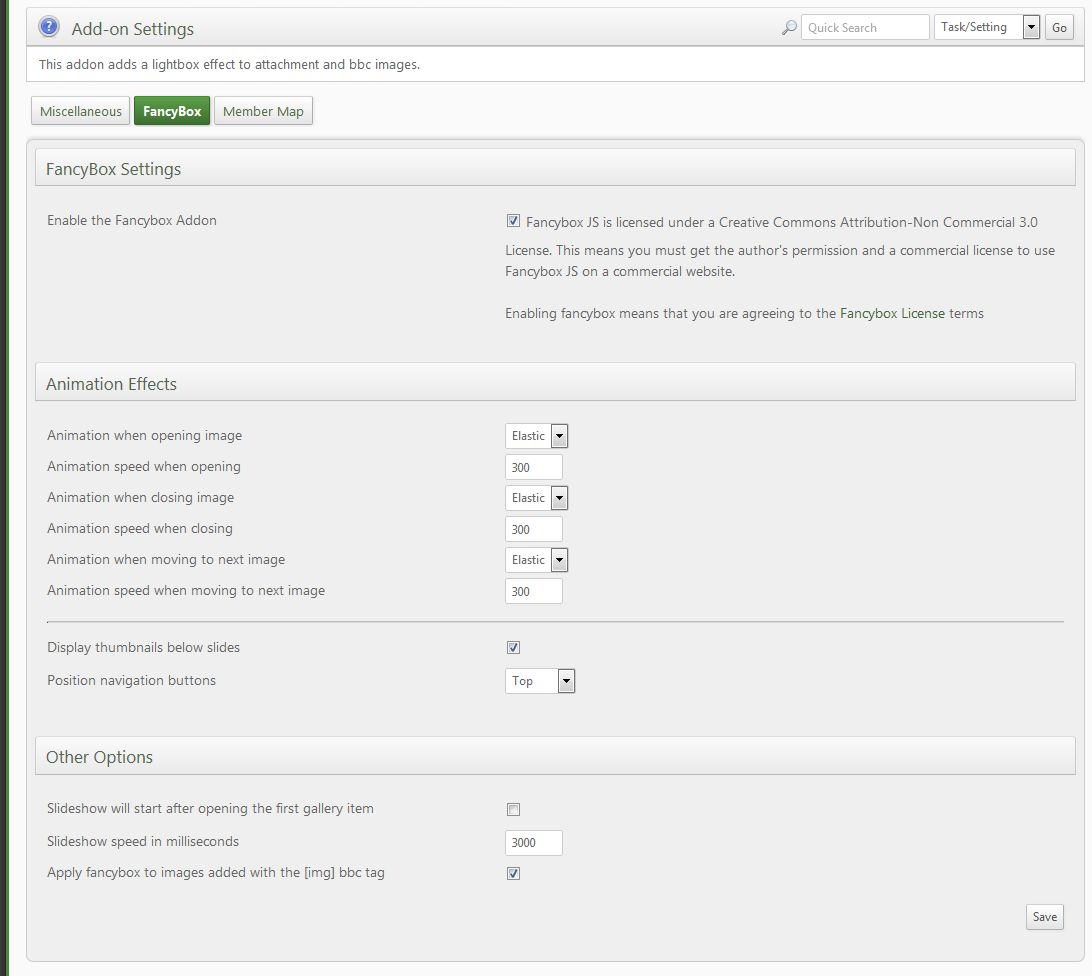 Add-on Settings
Quick Search
Task/Setting
Go
This addon adds a lightbox effect to attachment and bbc images.
Miscellaneous
FancyBox
Member Map
FancyBox Settings
Enable the Fancybox Addon
Fancybox JS is licensed under a Creative Commons Attribution-Non Commercial 3.0
License. This means you must get the author's permission and a commercial license to use
Fancybox JS on a commercial website.
Enabling fancybox means that you are agreeing to the Fancybox License terms
Animation Effects
Animation when opening image
Elastic
Animation speed when opening
300
Animation when closing image
Elastic
Animation speed when closing
300
Animation when moving to next image
Elastic
Animation speed when moving to next image
300
Display thumbnails below slides
Position navigation buttons
Top
Other Options
Slideshow will start after opening the first gallery item
Slideshow speed in milliseconds
3000
Apply fancybox to images added with the [img] bbc tag
Save